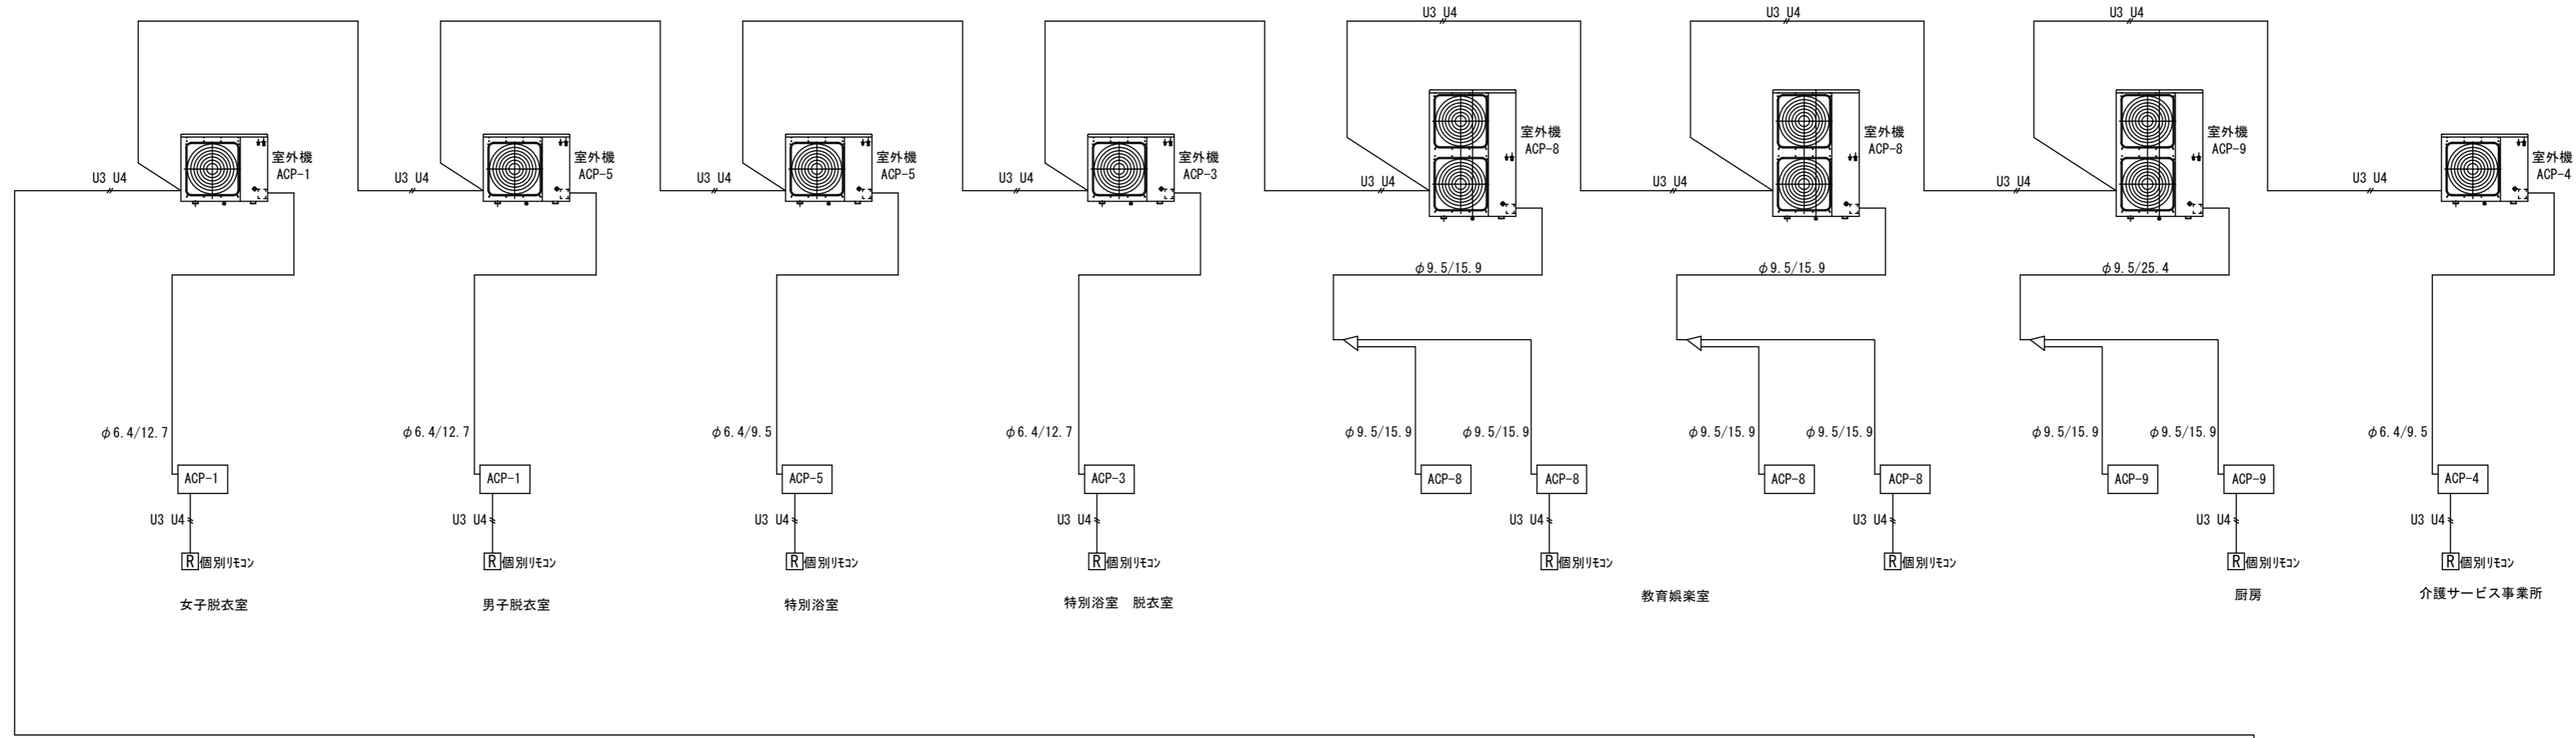 U3 U4
U3 U4
U3 U4
室外機
ACP-8
室外機
ACP-8
室外機
ACP-9
室外機
ACP-1
室外機
ACP-5
室外機
ACP-5
室外機
ACP-3
室外機
ACP-4
U3 U4
U3 U4
U3 U4
U3 U4
U3 U4
U3 U4
U3 U4
U3 U4
φ9.5/15.9
φ9.5/15.9
φ9.5/25.4
φ6.4/12.7
φ6.4/12.7
φ6.4/9.5
φ6.4/12.7
φ9.5/15.9
φ9.5/15.9
φ9.5/15.9
φ9.5/15.9
φ9.5/15.9
φ9.5/15.9
φ6.4/9.5
ACP-1
ACP-1
ACP-5
ACP-3
ACP-8
ACP-8
ACP-8
ACP-8
ACP-9
ACP-9
ACP-4
U3 U4
U3 U4
U3 U4
U3 U4
U3 U4
U3 U4
U3 U4
U3 U4
R個別ﾘﾓｺﾝ
R個別ﾘﾓｺﾝ
R個別ﾘﾓｺﾝ
R個別ﾘﾓｺﾝ
R個別ﾘﾓｺﾝ
R個別ﾘﾓｺﾝ
R個別ﾘﾓｺﾝ
R個別ﾘﾓｺﾝ
女子脱衣室
男子脱衣室
特別浴室
特別浴室　脱衣室
教育娯楽室
厨房
介護サービス事業所